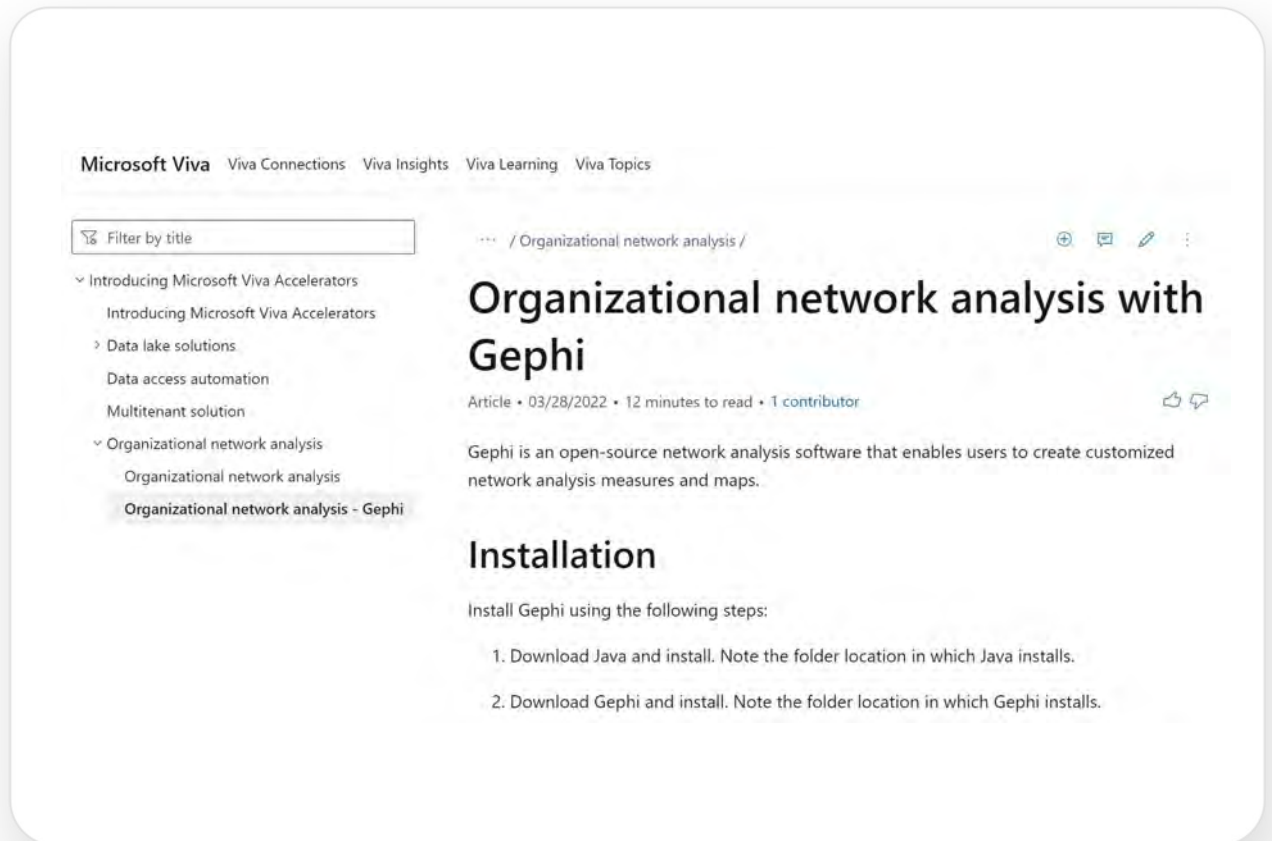 Microsoft Viva Viva Connections Viva Insights Viva Learning Viva Topics
Filter by title
Introducing Microsoft Viva Accelerators
Introducing Microsoft Viva Accelerators
Data lake solutions
Data access automation
Multitenant solution
Organizational network analysis
Organizational network analysis
Organizational network analysis - Gephi
··· / Organizational network analysis /
Organizational network analysis with
Gephi
Article • 03/28/2022 • 12 minutes to read • 1 contributor
Gephi is an open-source network analysis software that enables users to create customized
network analysis measures and maps.
Installation
Install Gephi using the following steps:
1. Download Java and install. Note the folder location in which Java installs.
2. Download Gephi and install. Note the folder location in which Gephi installs.